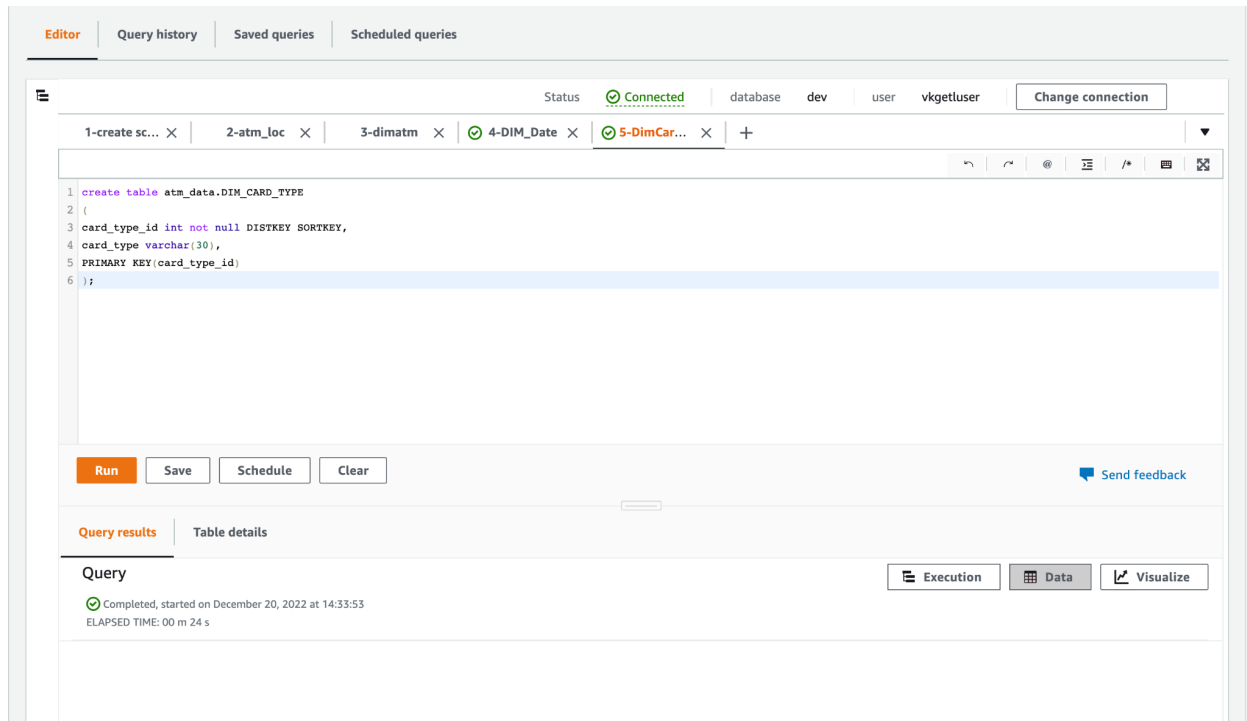 Editor Query history Saved queries Scheduled queries
Status Connected database dev user vkgetluser Change connection
1-create sc... 2-atm_loc 3-dimatm 4-DIM_Date 5-DimCar...
@ /*
1 create table atm_data.DIM_CARD_TYPE
2 (
3 card_type_id int not null DISTKEY SORTKEY,
4 card_type varchar(30),
5 PRIMARY KEY(card_type_id)
6 );
Run Save Schedule Clear
Send feedback
Query results Table details
Query Execution Data Visualize
Completed, started on December 20, 2022 at 14:33:53
ELAPSED TIME: 00 m 24 s